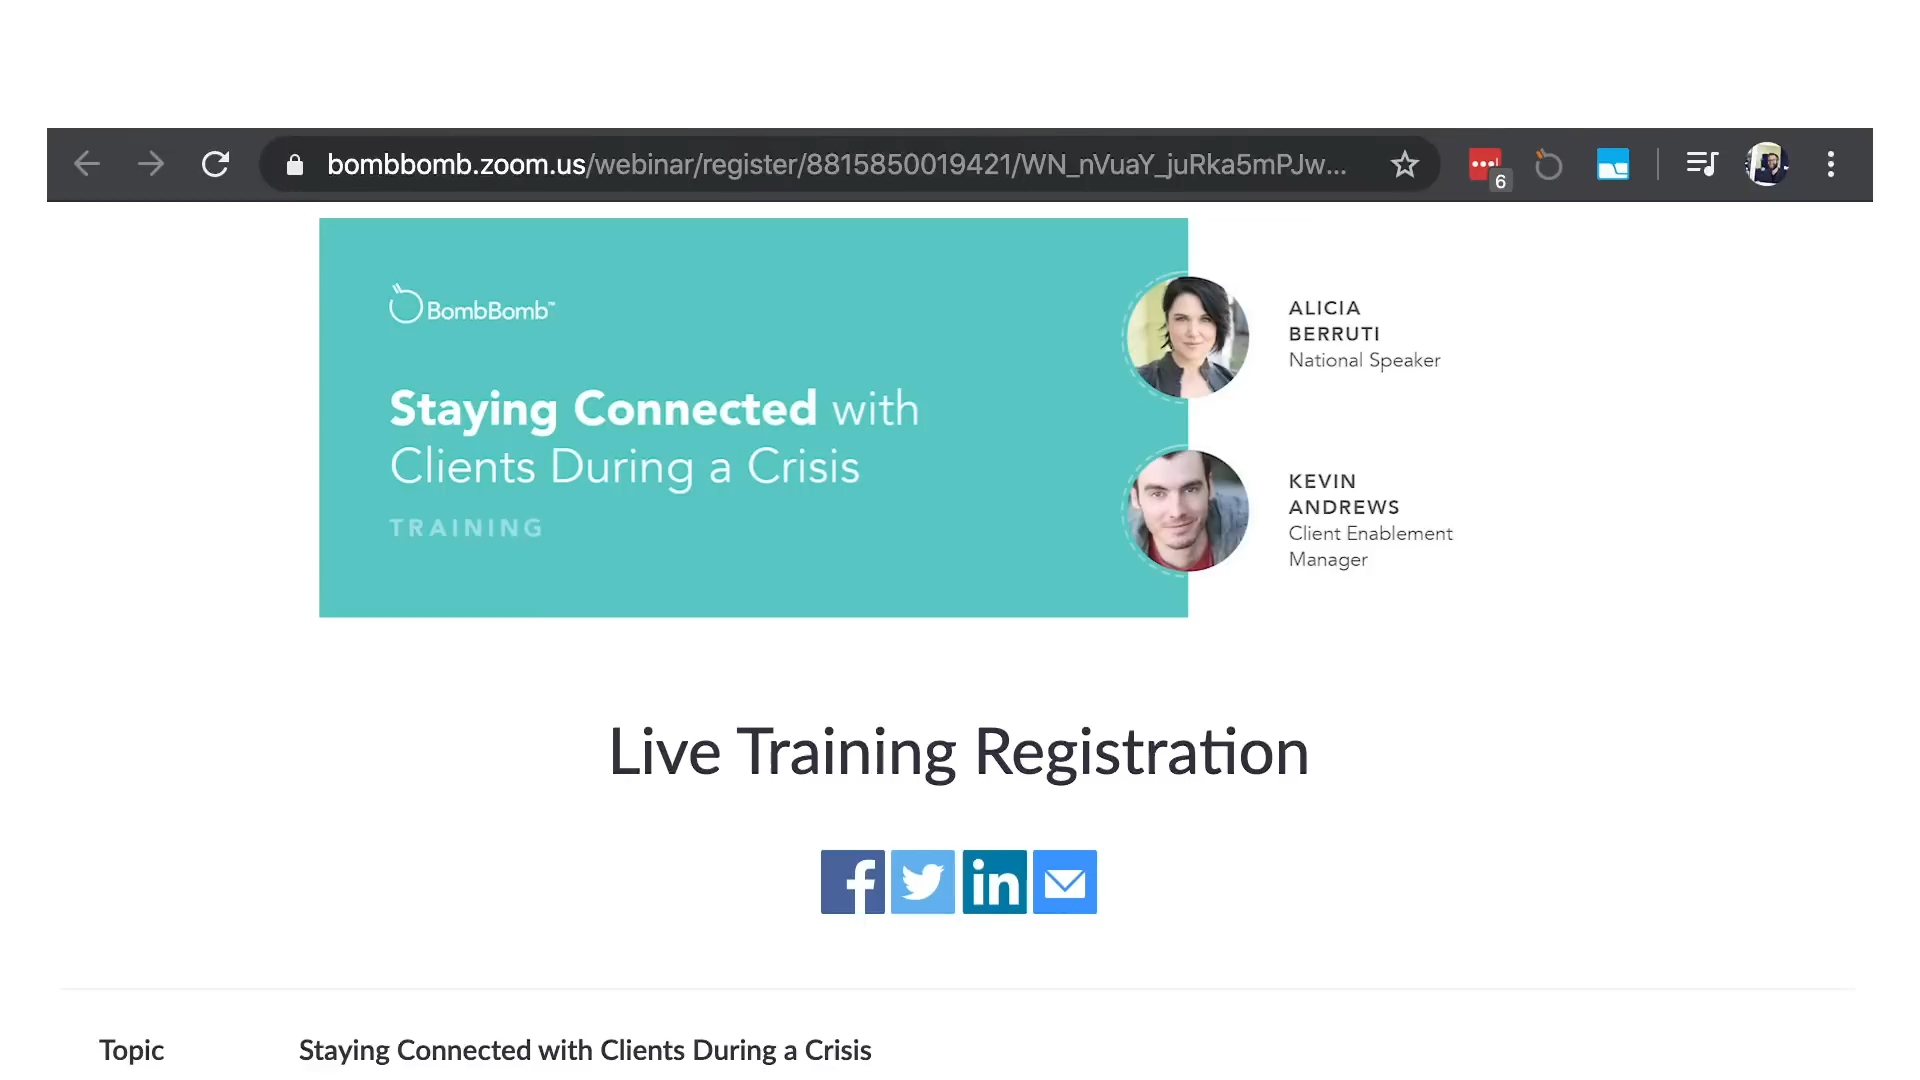 bombbomb.zoom.us/webinar/register/8815850019421/WN_nVuaY_juRka5mPJw...
6
BombBomb™
Staying Connected with
Clients During a Crisis
TRAINING
ALICIA
BERRUTI
National Speaker
KEVIN
ANDREWS
Client Enablement
Manager
Live Training Registration
Topic Staying Connected with Clients During a Crisis